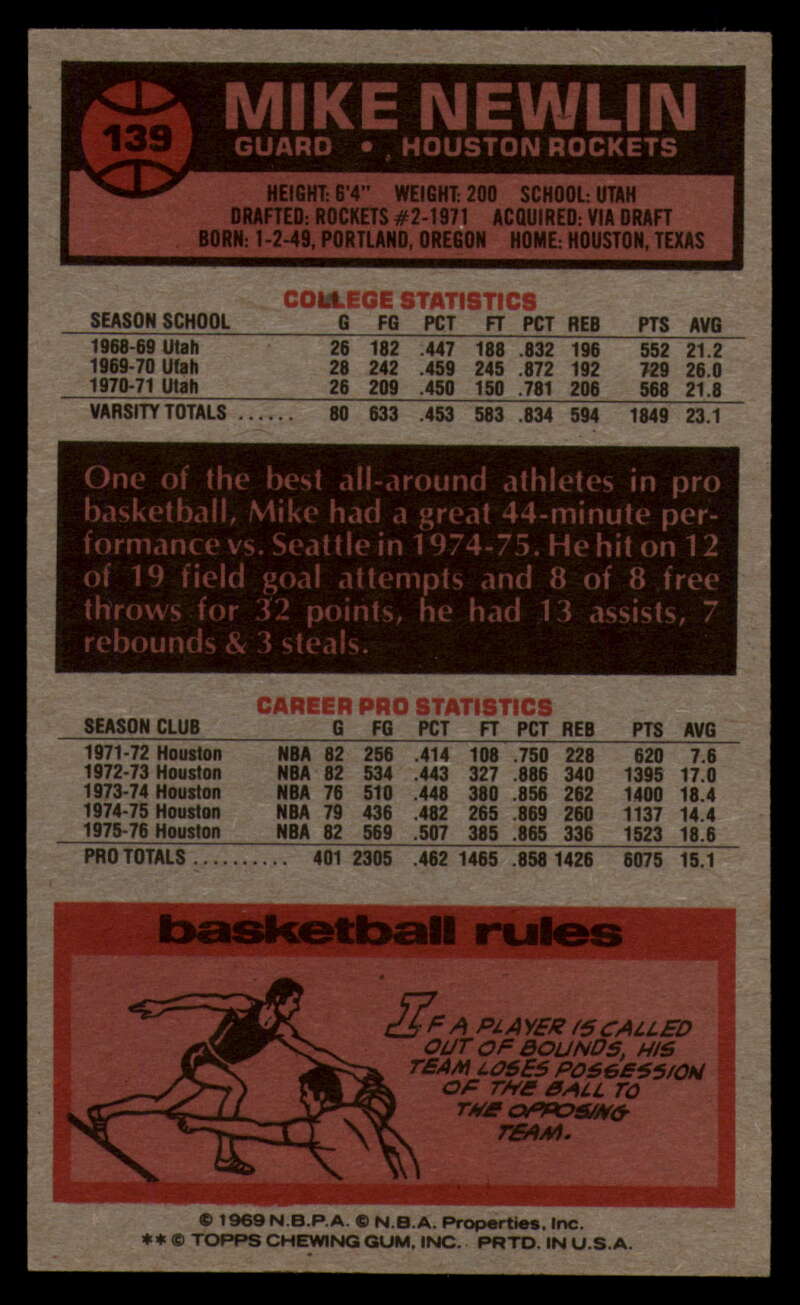 139
MIKE NEWLIN
GUARD • HOUSTON ROCKETS
HEIGHT: 6'4" WEIGHT: 200 SCHOOL: UTAH
DRAFTED: ROCKETS #2-1971 ACQUIRED: VIA DRAFT
BORN: 1-2-49, PORTLAND, OREGON HOME: HOUSTON, TEXAS
COLLEGE STATISTICS
SEASON SCHOOL G FG PCT FT PCT REB PTS AVG
1968-69 Utah 26 182 .447 188 .832 196 552 21.2
1969-70 Utah 28 242 .459 245 .872 192 729 26.0
1970-71 Utah 26 209 .450 150 .781 206 568 21.8
VARSITY TOTALS ...... 80 633 .453 583 .834 594 1849 23.1
One of the best all-around athletes in pro
basketball, Mike had a great 44-minute per-
formance vs. Seattle in 1974-75. He hit on 12
of 19 field goal attempts and 8 of 8 free
throws for 32 points, he had 13 assists, 7
rebounds & 3 steals.
CAREER PRO STATISTICS
SEASON CLUB G FG PCT FT PCT REB PTS AVG
1971-72 Houston NBA 82 256 .414 108 .750 228 620 7.6
1972-73 Houston NBA 82 534 .443 327 .886 340 1395 17.0
1973-74 Houston NBA 76 510 .448 380 .856 262 1400 18.4
1974-75 Houston NBA 79 436 .482 265 .869 260 1137 14.4
1975-76 Houston NBA 82 569 .507 385 .865 336 1523 18.6
PRO TOTALS .......... 401 2305 .462 1465 .858 1426 6075 15.1
basketball rules
IF A PLAYER IS CALLED
OUT OF BOUNDS, HIS
TEAM LOSES POSSESSION
OF THE BALL TO
THE OPPOSING
TEAM.
© 1969 N.B.P.A. © N.B.A. Properties, Inc.
** © TOPPS CHEWING GUM, INC. PRTD. IN U.S.A.